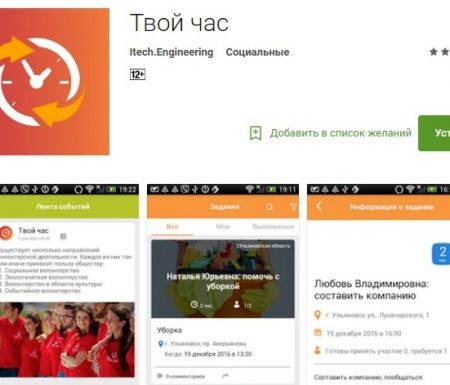 Твой час
Itech.Engineering Социальные
12+
Добавить в список желаний
Уст
19:22
Лента событий
Твой час
Существует несколько направлений
волонтерской деятельности. Каждое из них так
или иначе приносит пользу обществу:
1. Социальное волонтерство
2. Экологическое волонтерство
3. Волонтерство в области культуры
4. Событийное волонтерство
19:11
Задания
Все Мои Выполненные
(Ульяновская область
Наталья Юрьевна: помочь с
уборкой
2 час 1/2
Уборка
г. Ульяновск, пр. Аверьянова
Когда: 19 декабря 2016 в 13:30
0 комментариев
16:
Информация о задании
2
час
Любовь Владимировна:
составить компанию
г. Ульяновск ул., Луначарского, 1
19 декабря 2016 в 16:00
Готовы принять участие 0, требуется 1
Составить компанию, пообщаться